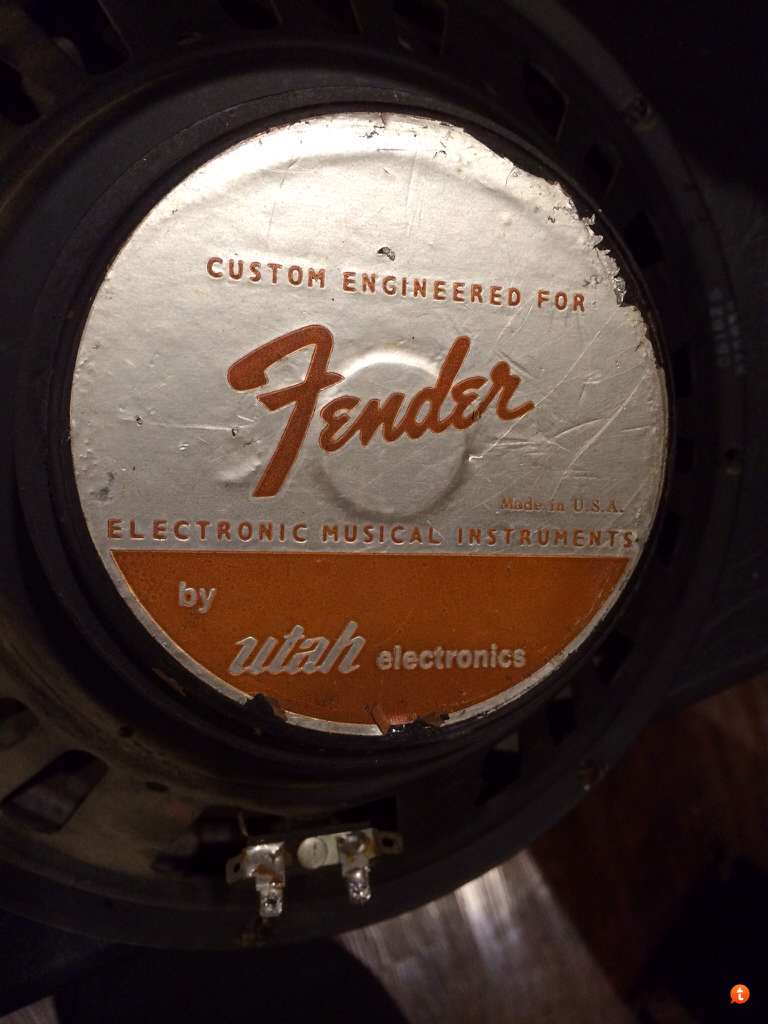 CUSTOM ENGINEERED FOR
Fender
Made in U.S.A.
ELECTRONIC MUSICAL INSTRUMENTS
by
utah electronics
t